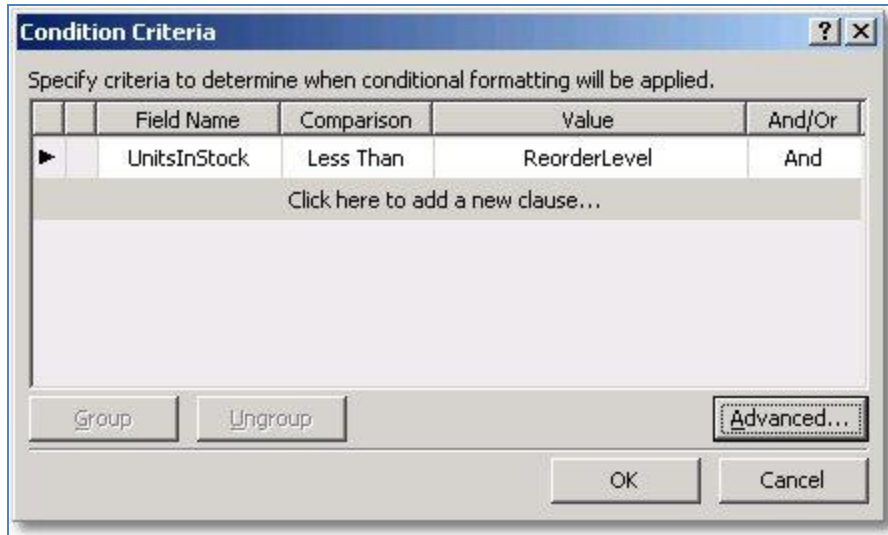 Condition Criteria
Specify criteria to determine when conditional formatting will be applied.
Field Name Comparison Value And/Or
UnitsInStock Less Than ReorderLevel And
Click here to add a new clause...
Group Ungroup Advanced...
OK Cancel